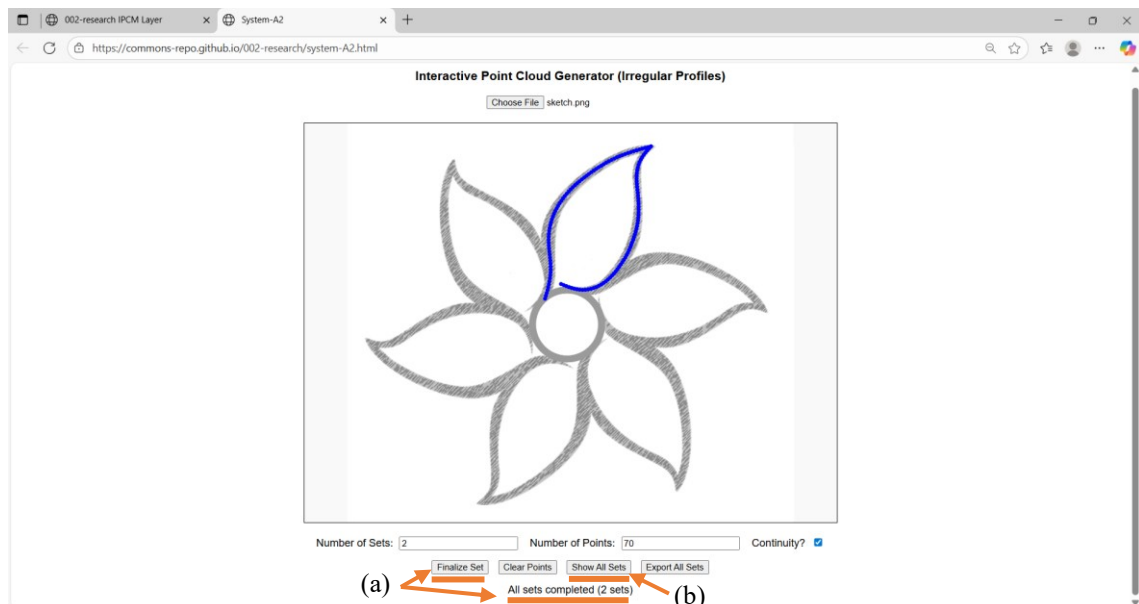 002-research IPCM Layer
System-A2
https://commons-repo.github.io/002-research/system-A2.html
Interactive Point Cloud Generator (Irregular Profiles)
Choose File sketch.png
Number of Sets: 2 Number of Points: 70 Continuity?
Finalize Set Clear Points Show All Sets Export All Sets
(a) All sets completed (2 sets) (b)